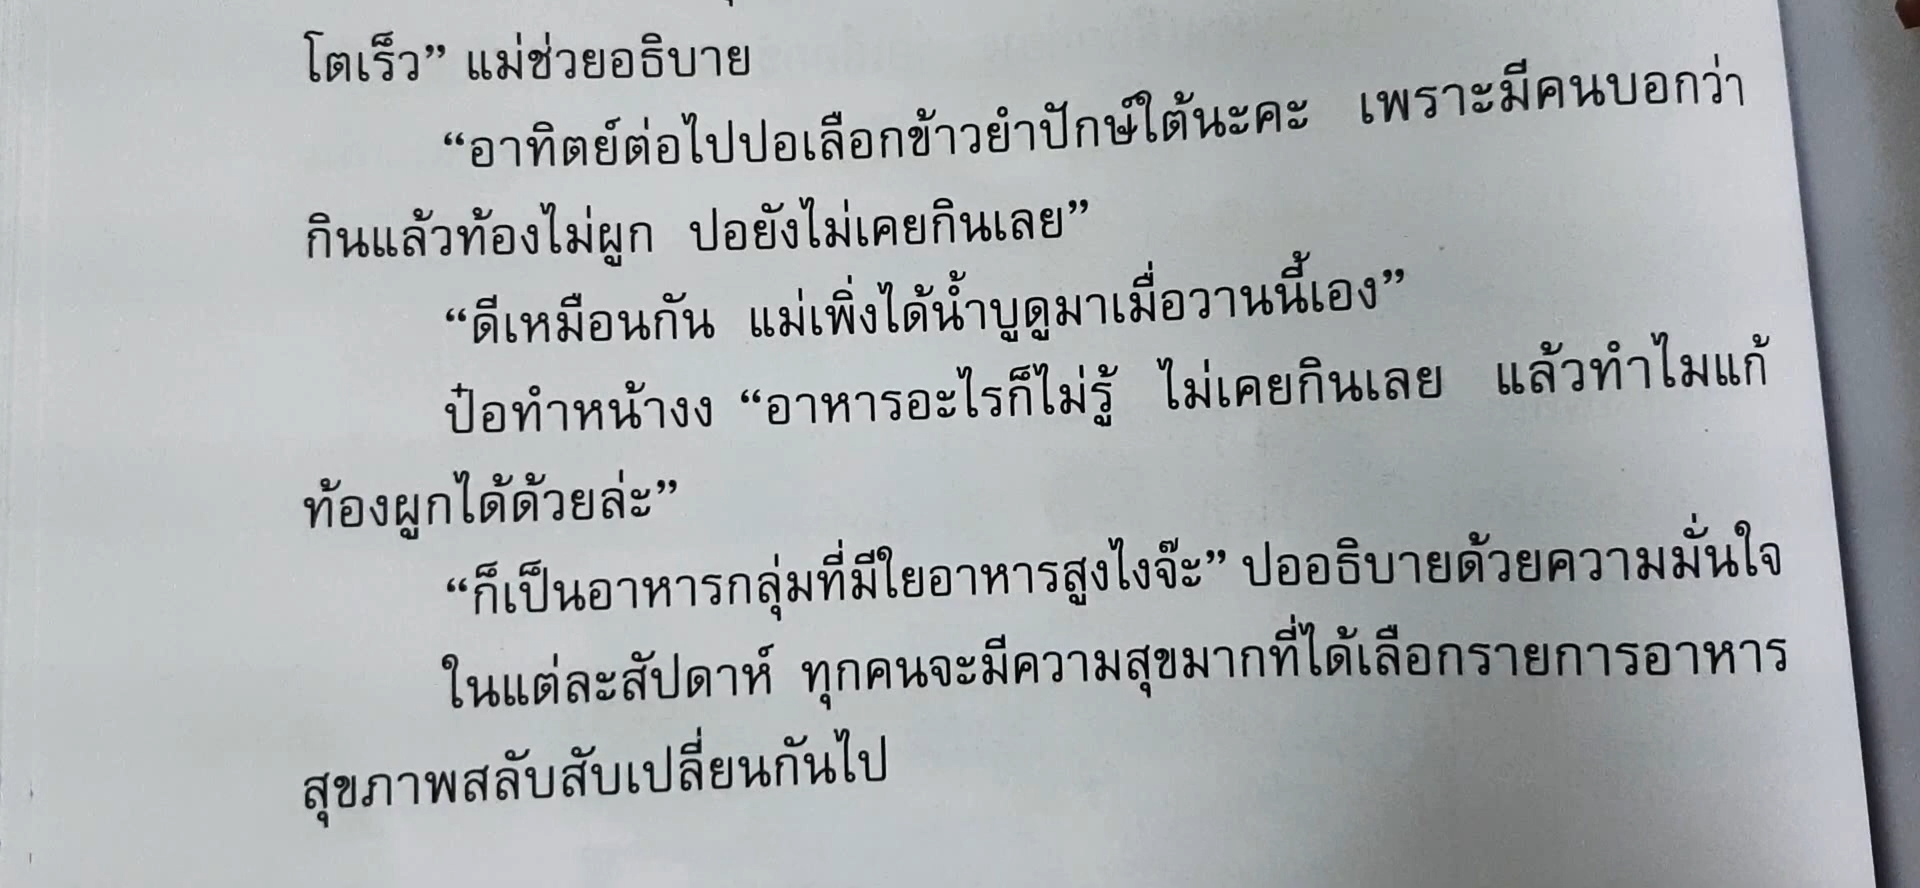 โตเร็ว” แม่ช่วยอธิบาย
“อาทิตย์ต่อไปปอเลือกข้าวยำปักษ์ใต้นะคะ เพราะมีคนบอกว่า
กินแล้วท้องไม่ผูก ปอยังไม่เคยกินเลย”
“ดีเหมือนกัน แม่เพิ่งได้น้ำบูดูมาเมื่อวานนี้เอง”
ป๋อทำหน้างง “อาหารอะไรก็ไม่รู้ ไม่เคยกินเลย แล้วทำไมแก้
ท้องผูกได้ด้วยล่ะ”
“ก็เป็นอาหารกลุ่มที่มีใยอาหารสูงไงจ๊ะ” ปออธิบายด้วยความมั่นใจ
ในแต่ละสัปดาห์ ทุกคนจะมีความสุขมากที่ได้เลือกรายการอาหาร
สุขภาพสลับสับเปลี่ยนกันไป